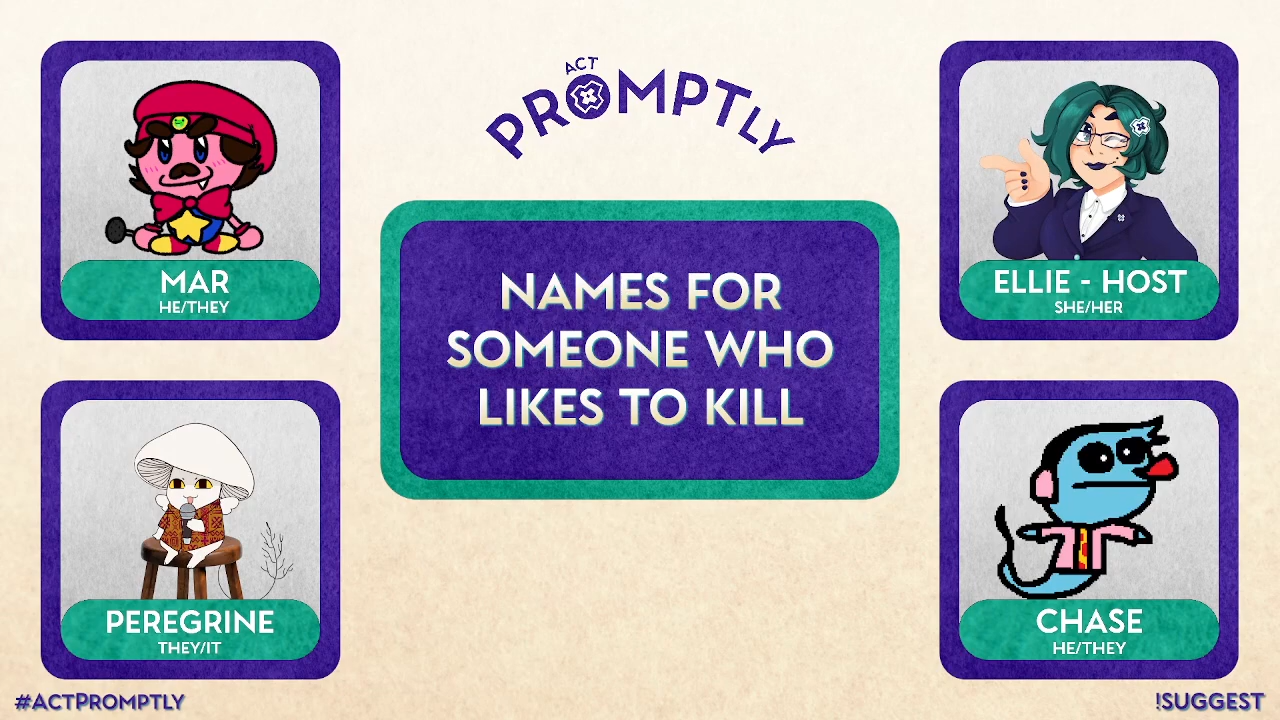 ACT
PROMPTLY
MAR
HE/THEY
ELLIE - HOST
SHE/HER
NAMES FOR
SOMEONE WHO
LIKES TO KILL
PEREGRINE
THEY/IT
CHASE
HE/THEY
#ACTPROMPTLY
!SUGGEST